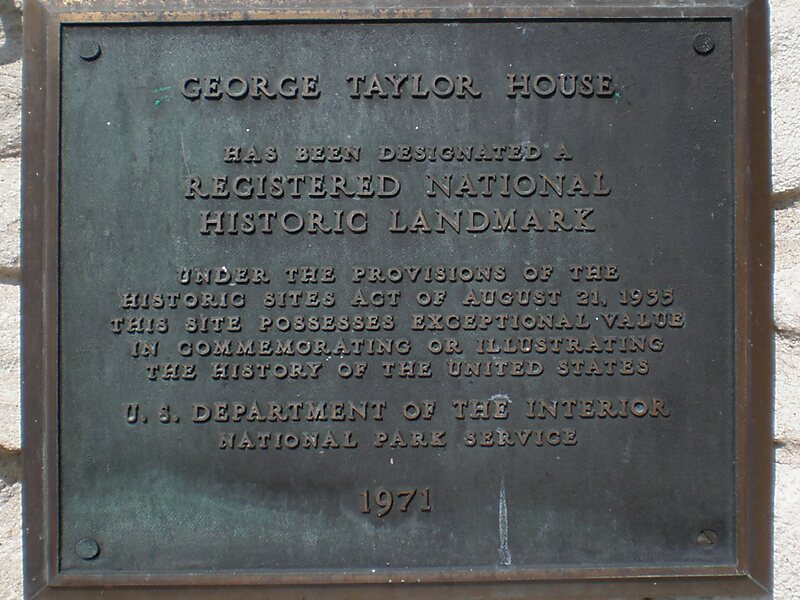 GEORGE TAYLOR HOUSE
HAS BEEN DESIGNATED A
REGISTERED NATIONAL
HISTORIC LANDMARK
UNDER THE PROVISIONS OF THE
HISTORIC SITES ACT OF AUGUST 21, 1935
THIS SITE POSSESSES EXCEPTIONAL VALUE
IN COMMEMORATING OR ILLUSTRATING
THE HISTORY OF THE UNITED STATES
U. S. DEPARTMENT OF THE INTERIOR
NATIONAL PARK SERVICE
1971